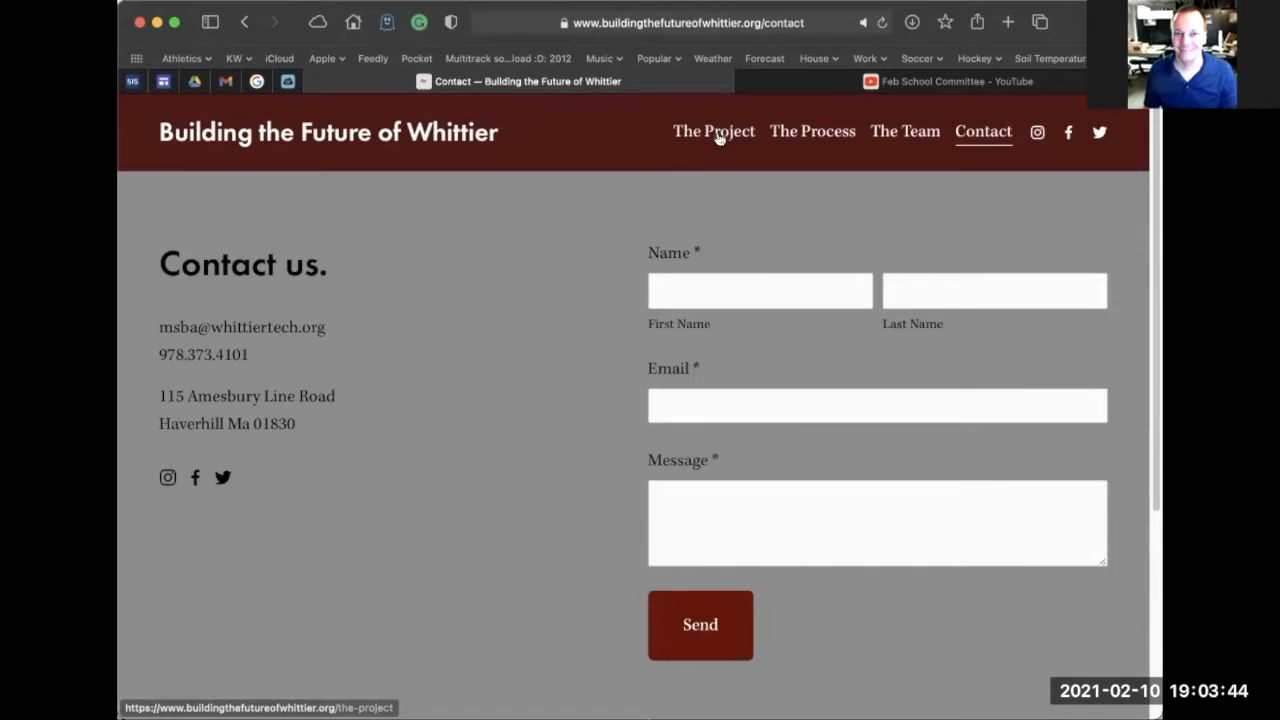 www.buildingthefutureofwhittier.org/contact
Athletics KW iCloud Apple Feedly Pocket Multitrack so...load :D: 2012 Music Popular Weather Forecast House Work Soccer Hockey Soil Temperatur
SIS Contact — Building the Future of Whittier Feb School Committee - YouTube
Building the Future of Whittier The Project The Process The Team Contact
Contact us.
msba@whittiertech.org
978.373.4101
115 Amesbury Line Road
Haverhill Ma 01830
Name *
First Name Last Name
Email *
Message *
Send
https://www.buildingthefutureofwhittier.org/the-project
2021-02-10 19:03:44